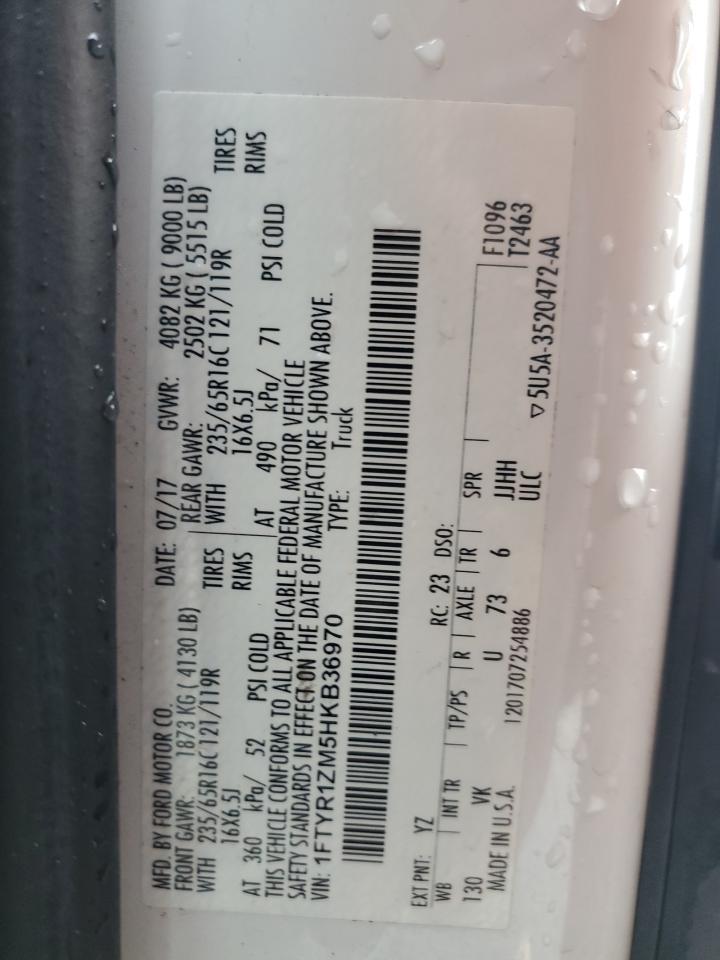 MFD. BY FORD MOTOR CO. DATE: 07/17 GVWR: 4082 KG ( 9000 LB)
FRONT GAWR: 1873 KG ( 4130 LB) REAR GAWR: 2502 KG ( 5515 LB)
WITH 235/65R16C 121/119R TIRES WITH 235/65R16C 121/119R TIRES
16X6.5J RIMS 16X6.5J RIMS
AT 360 kPa/ 52 PSI COLD AT 490 kPa/ 71 PSI COLD
THIS VEHICLE CONFORMS TO ALL APPLICABLE FEDERAL MOTOR VEHICLE
SAFETY STANDARDS IN EFFECT ON THE DATE OF MANUFACTURE SHOWN ABOVE.
VIN: 1FTYR1ZM5HKB36970 TYPE: Truck
EXT PNT: YZ RC: 23 DSO:
WB INT TR TP/PS R AXLE TR SPR F1096
130 VK U 73 6 JJHH T2463
MADE IN U.S.A. ULC
1201707254886 ▽ 5U5A-3520472-AA